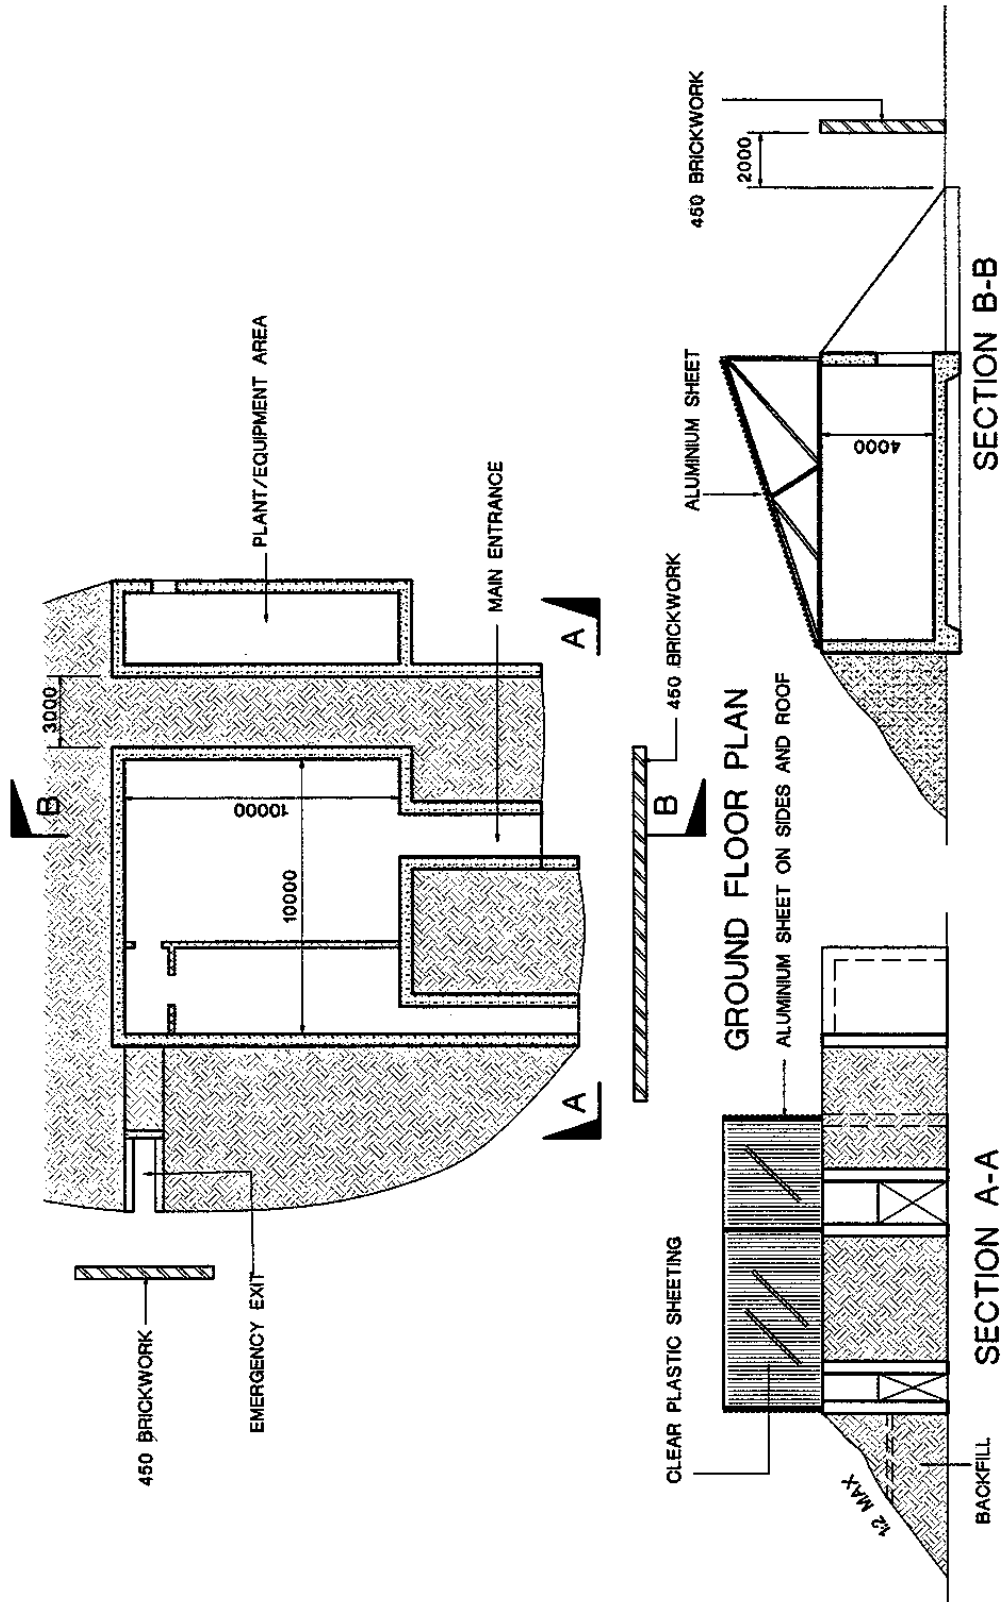 450 BRICKWORK
EMERGENCY EXIT
B
3000
10000
10000
PLANT/EQUIPMENT AREA
MAIN ENTRANCE
A
A
B
450 BRICKWORK
GROUND FLOOR PLAN
ALUMINIUM SHEET ON SIDES AND ROOF
CLEAR PLASTIC SHEETING
1:2 MAX
BACKFILL
SECTION A-A
ALUMINIUM SHEET
4000
2000
450 BRICKWORK
SECTION B-B